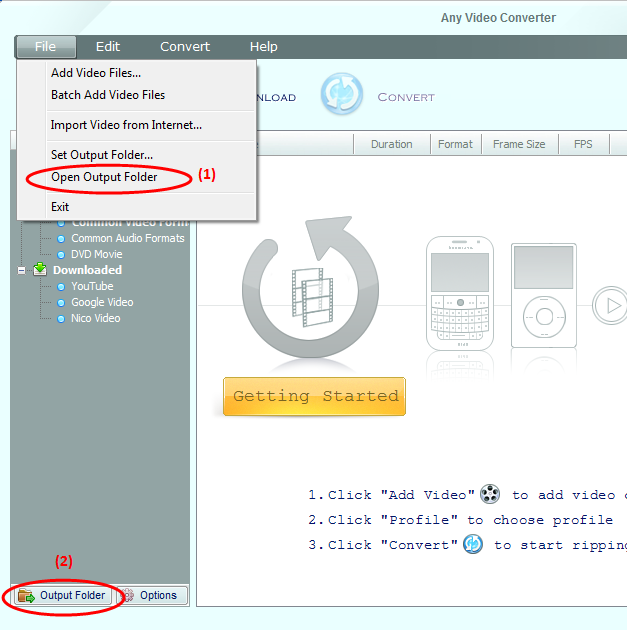 Any Video Converter
File Edit Convert Help
Add Video Files...
Batch Add Video Files
Import Video from Internet...
Set Output Folder...
Open Output Folder
(1)
Exit
CONVERT
Duration Format Frame Size FPS
Common Video Form
Common Audio Formats
DVD Movie
Downloaded
YouTube
Google Video
Nico Video
Getting Started
1. Click "Add Video" to add video
2. Click "Profile" to choose profile
3. Click "Convert" to start ripping
(2)
Output Folder Options